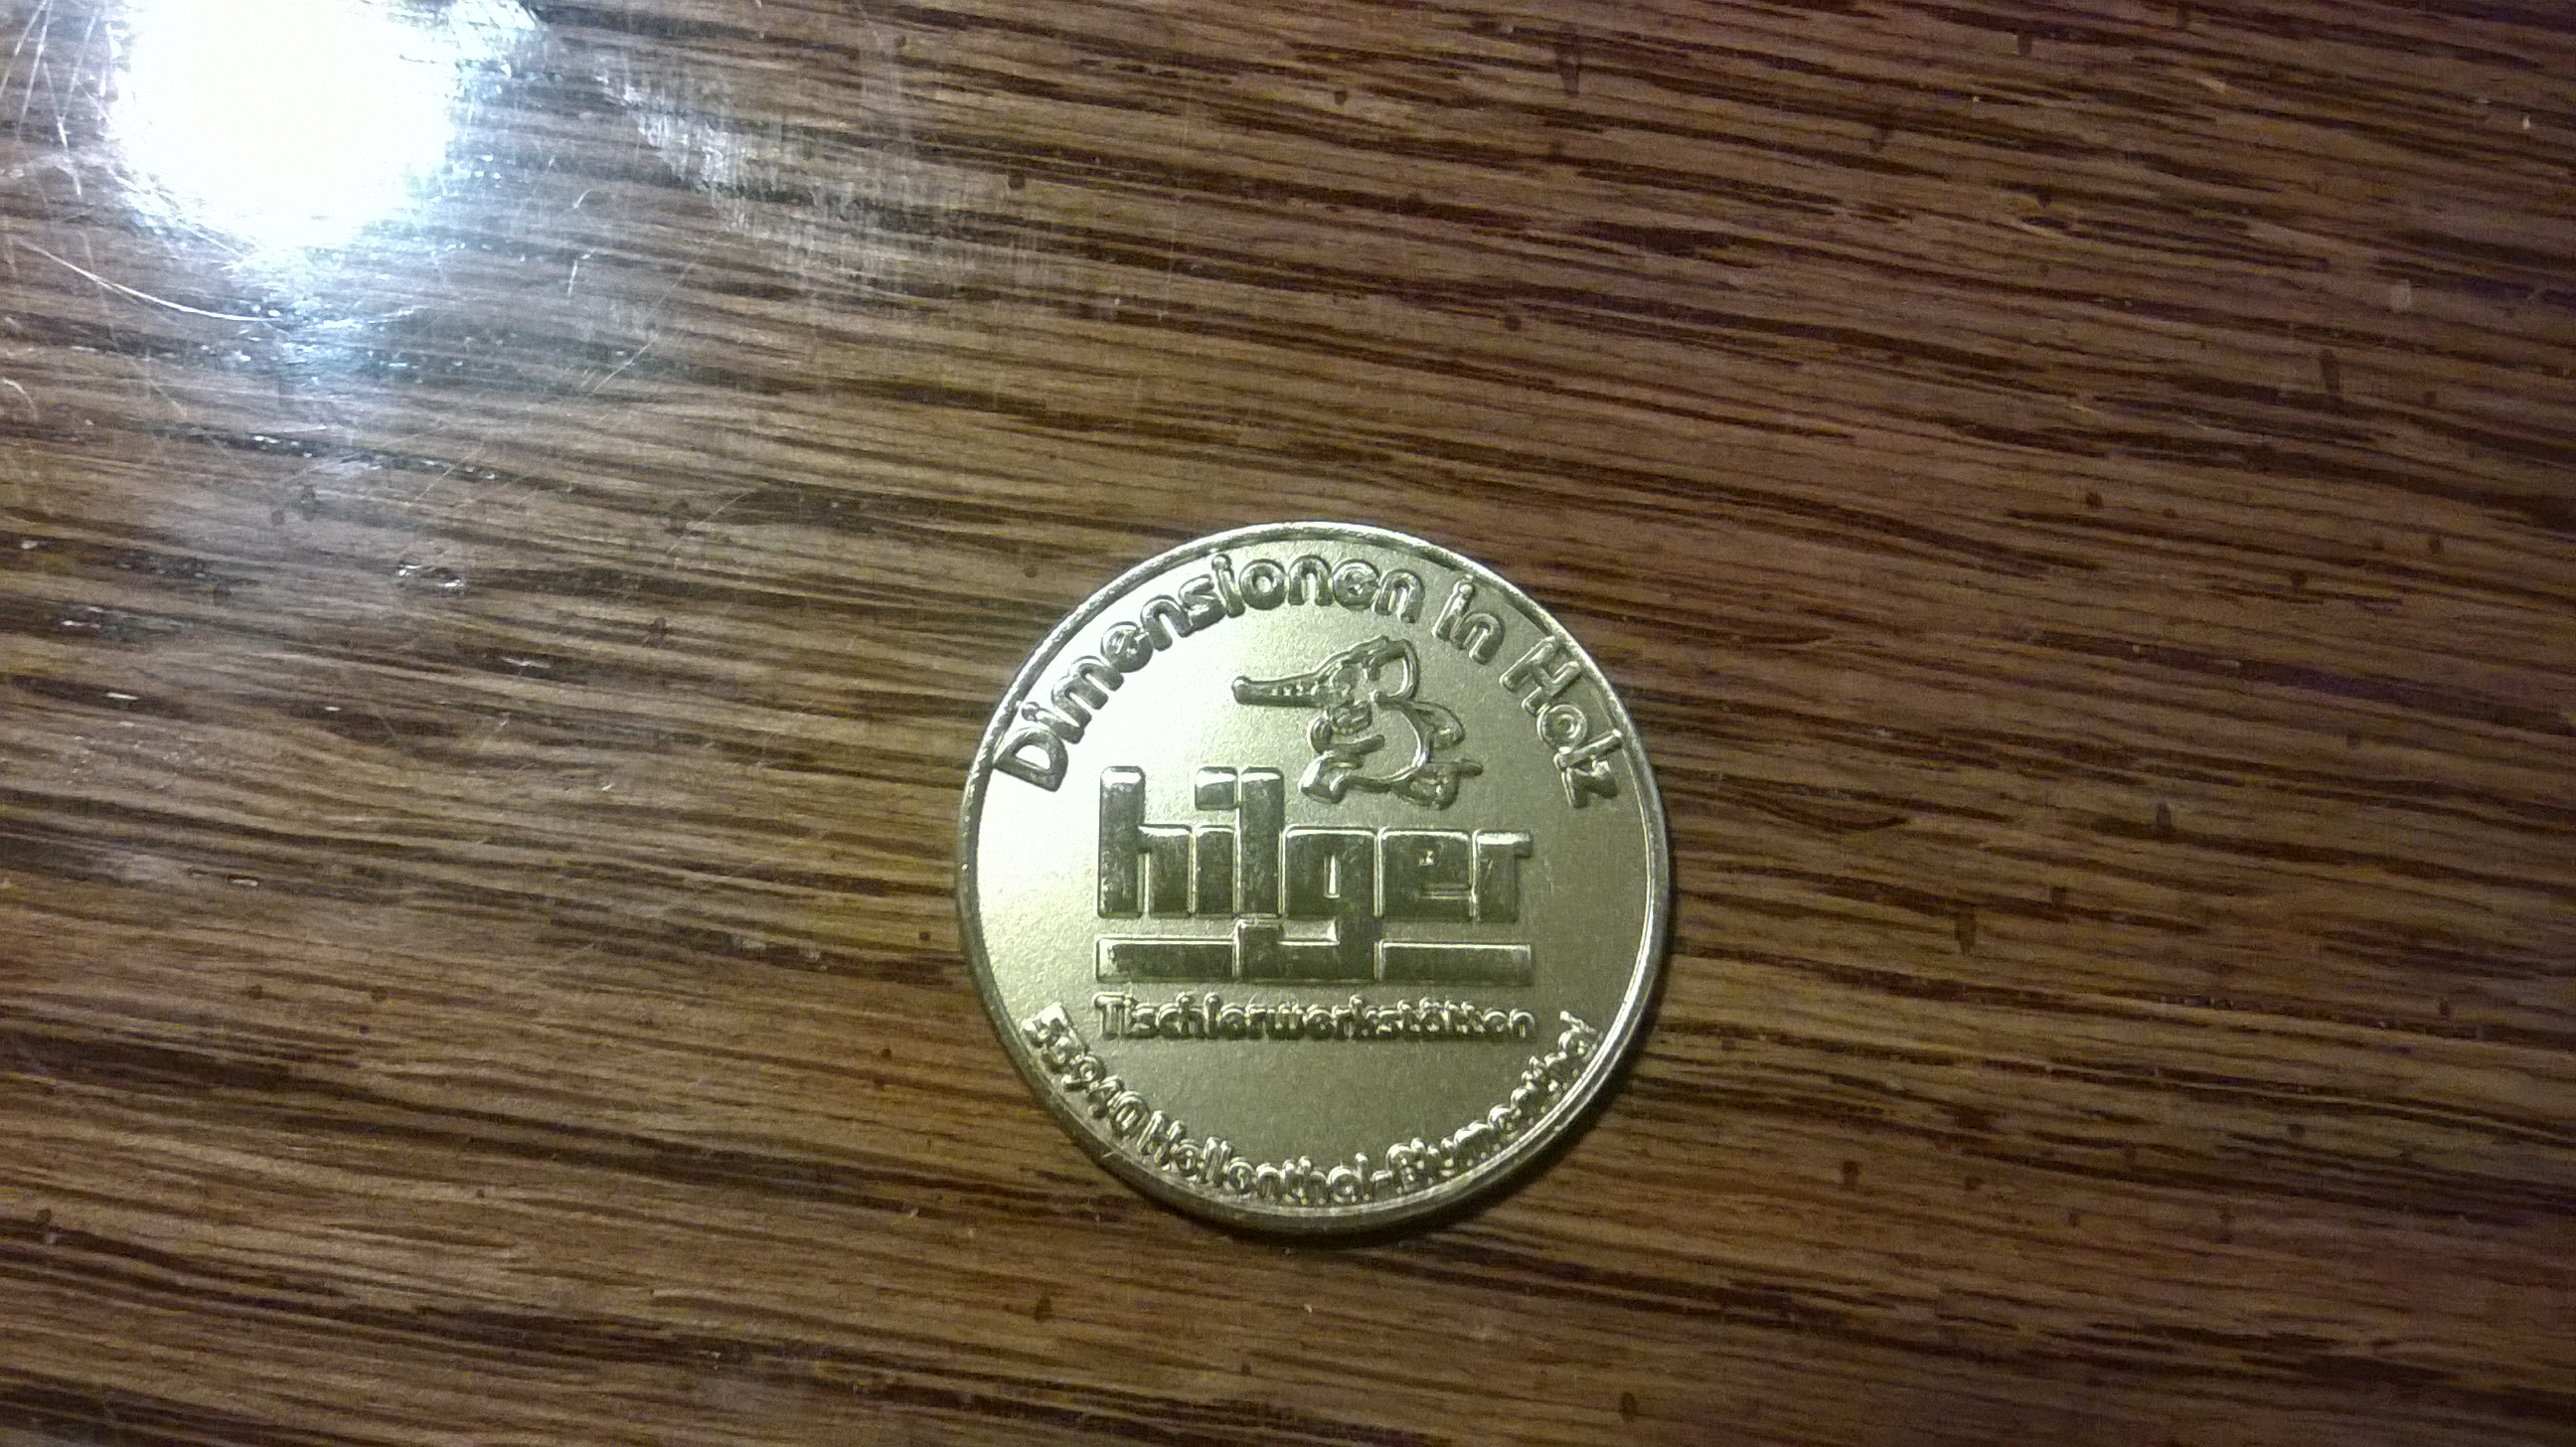 Dimensionen in Holz
hilger
Tischlerwerkstätten
53940 Hellenthal-Blumenthal